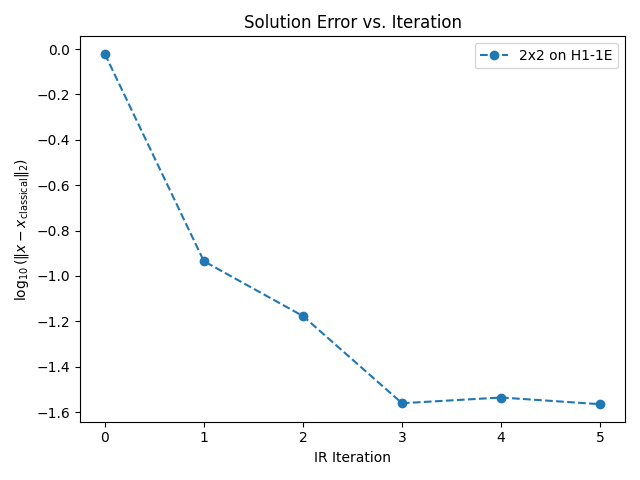 Solution Error vs. Iteration
2x2 on H1-1E
log₁₀ (‖x − x_classical‖₂)
0.0
−0.2
−0.4
−0.6
−0.8
−1.0
−1.2
−1.4
−1.6
0 1 2 3 4 5
IR Iteration